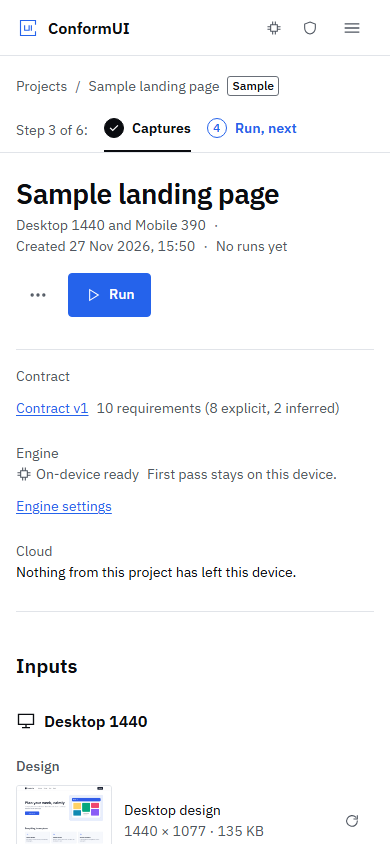 ConformUI
Projects / Sample landing page Sample
Step 3 of 6: Captures 4 Run, next
Sample landing page
Desktop 1440 and Mobile 390 ·
Created 27 Nov 2026, 15:50 · No runs yet
Run
Contract
Contract v1 10 requirements (8 explicit, 2 inferred)
Engine
On-device ready First pass stays on this device.
Engine settings
Cloud
Nothing from this project has left this device.
Inputs
Desktop 1440
Design
Desktop design
1440 × 1077 · 135 KB